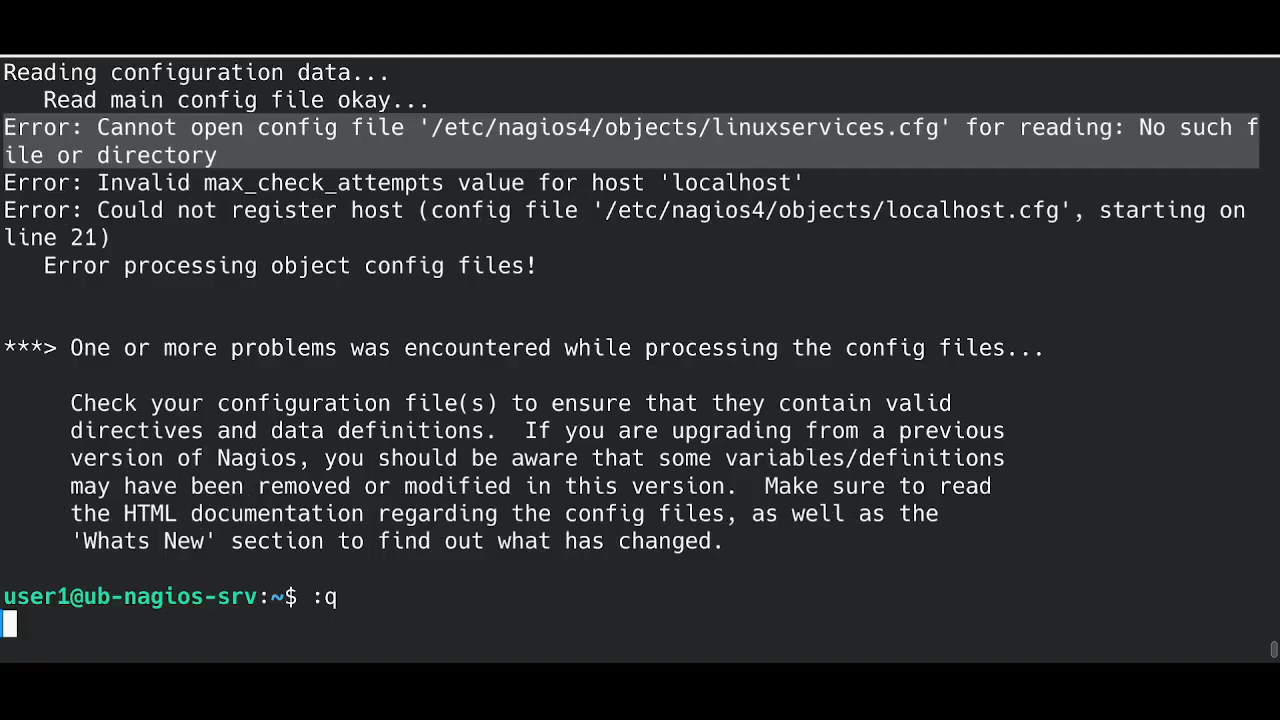 Reading configuration data...
Read main config file okay...
Error: Cannot open config file '/etc/nagios4/objects/linuxservices.cfg' for reading: No such f
ile or directory
Error: Invalid max_check_attempts value for host 'localhost'
Error: Could not register host (config file '/etc/nagios4/objects/localhost.cfg', starting on
line 21)
Error processing object config files!
***> One or more problems was encountered while processing the config files...
Check your configuration file(s) to ensure that they contain valid
directives and data definitions.  If you are upgrading from a previous
version of Nagios, you should be aware that some variables/definitions
may have been removed or modified in this version.  Make sure to read
the HTML documentation regarding the config files, as well as the
'Whats New' section to find out what has changed.
user1@ub-nagios-srv:~$ :q